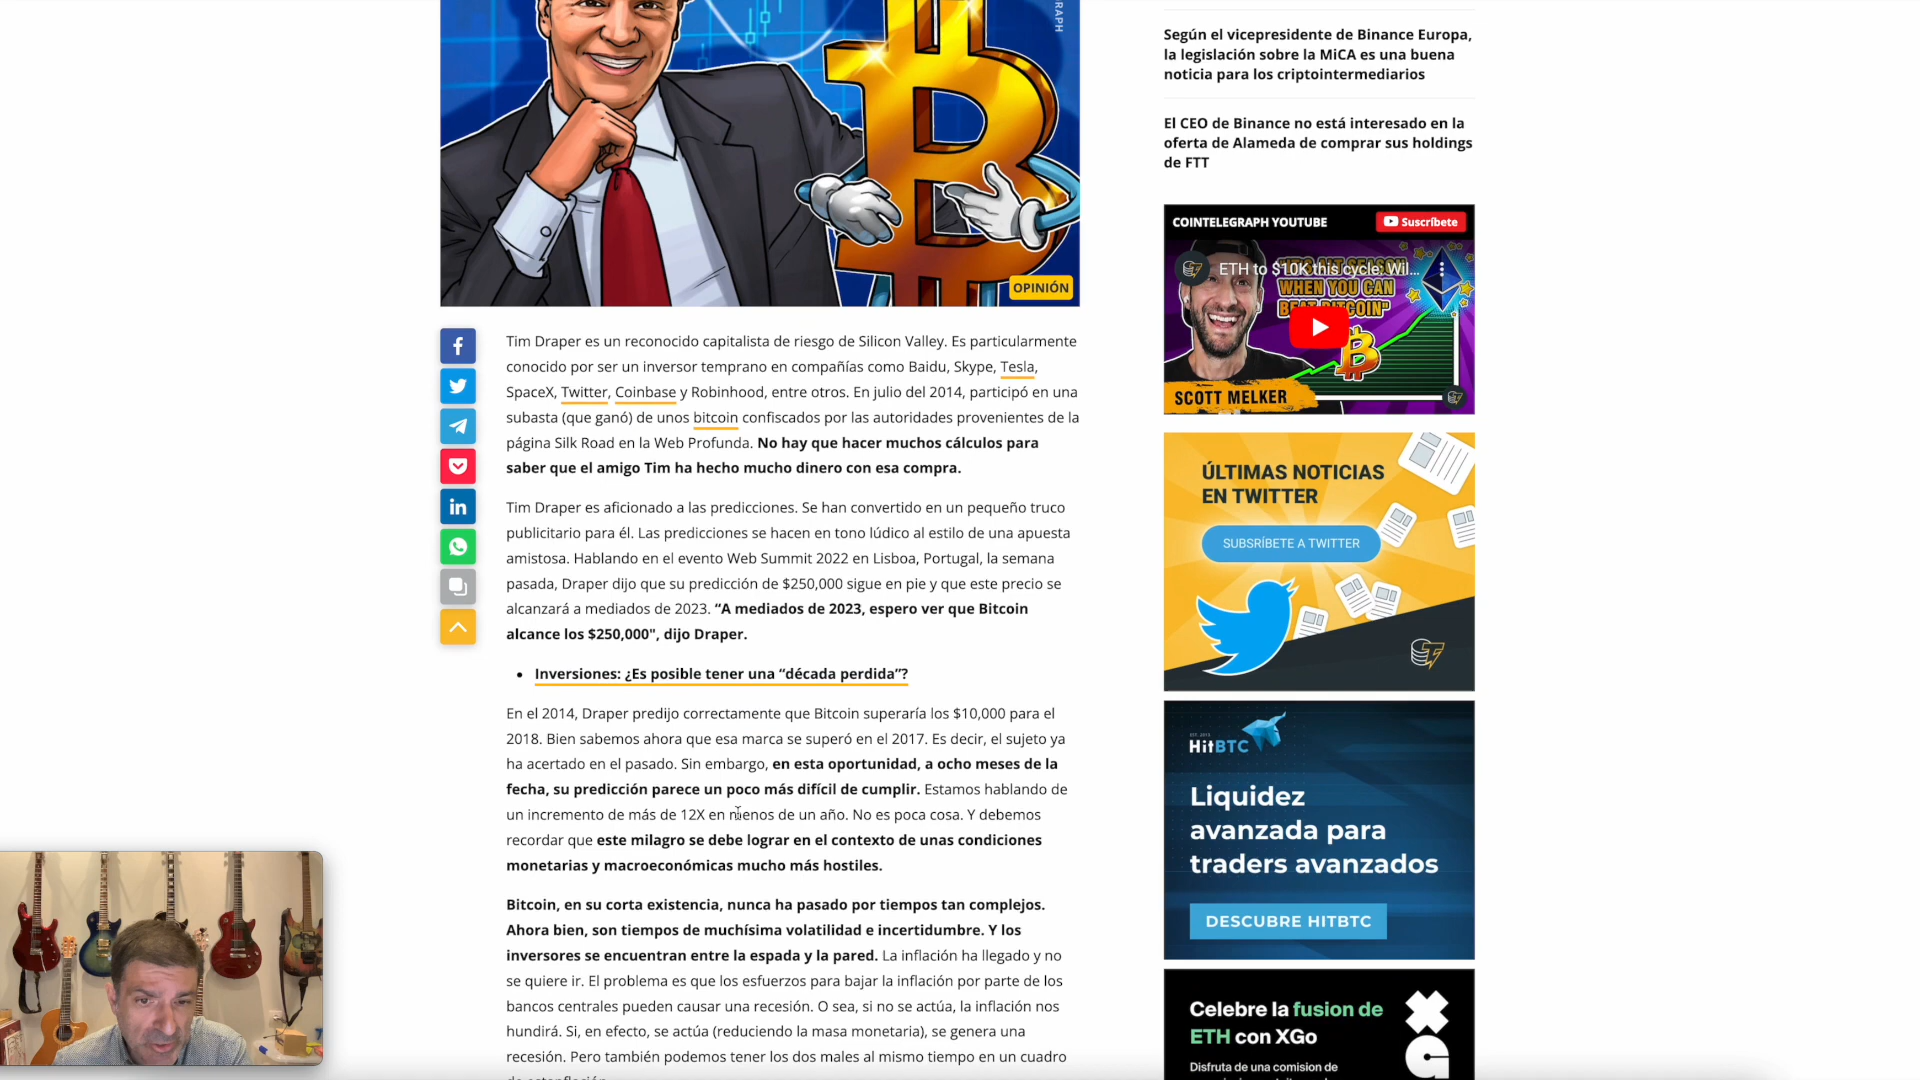 RAPH
OPINIÓN
Tim Draper es un reconocido capitalista de riesgo de Silicon Valley. Es particularmente
conocido por ser un inversor temprano en compañías como Baidu, Skype, Tesla,
SpaceX, Twitter, Coinbase y Robinhood, entre otros. En julio del 2014, participó en una
subasta (que ganó) de unos bitcoin confiscados por las autoridades provenientes de la
página Silk Road en la Web Profunda. No hay que hacer muchos cálculos para
saber que el amigo Tim ha hecho mucho dinero con esa compra.
Tim Draper es aficionado a las predicciones. Se han convertido en un pequeño truco
publicitario para él. Las predicciones se hacen en tono lúdico al estilo de una apuesta
amistosa. Hablando en el evento Web Summit 2022 en Lisboa, Portugal, la semana
pasada, Draper dijo que su predicción de $250,000 sigue en pie y que este precio se
alcanzará a mediados de 2023. “A mediados de 2023, espero ver que Bitcoin
alcance los $250,000", dijo Draper.
• Inversiones: ¿Es posible tener una “década perdida”?
En el 2014, Draper predijo correctamente que Bitcoin superaría los $10,000 para el
2018. Bien sabemos ahora que esa marca se superó en el 2017. Es decir, el sujeto ya
ha acertado en el pasado. Sin embargo, en esta oportunidad, a ocho meses de la
fecha, su predicción parece un poco más difícil de cumplir. Estamos hablando de
un incremento de más de 12X en menos de un año. No es poca cosa. Y debemos
recordar que este milagro se debe lograr en el contexto de unas condiciones
monetarias y macroeconómicas mucho más hostiles.
Bitcoin, en su corta existencia, nunca ha pasado por tiempos tan complejos.
Ahora bien, son tiempos de muchísima volatilidad e incertidumbre. Y los
inversores se encuentran entre la espada y la pared. La inflación ha llegado y no
se quiere ir. El problema es que los esfuerzos para bajar la inflación por parte de los
bancos centrales pueden causar una recesión. O sea, si no se actúa, la inflación nos
hundirá. Si, en efecto, se actúa (reduciendo la masa monetaria), se genera una
recesión. Pero también podemos tener los dos males al mismo tiempo en un cuadro
Según el vicepresidente de Binance Europa,
la legislación sobre la MiCA es una buena
noticia para los criptointermediarios
El CEO de Binance no está interesado en la
oferta de Alameda de comprar sus holdings
de FTT
COINTELEGRAPH YOUTUBE
Suscríbete
ETH to $10K this cycle: Wil...
WHEN YOU CAN
BEAT BITCOIN"
SCOTT MELKER
ÚLTIMAS NOTICIAS
EN TWITTER
SUBSRÍBETE A TWITTER
HitBTC
Liquidez
avanzada para
traders avanzados
DESCUBRE HITBTC
Celebre la fusion de
ETH con XGo
Disfruta de una comision de